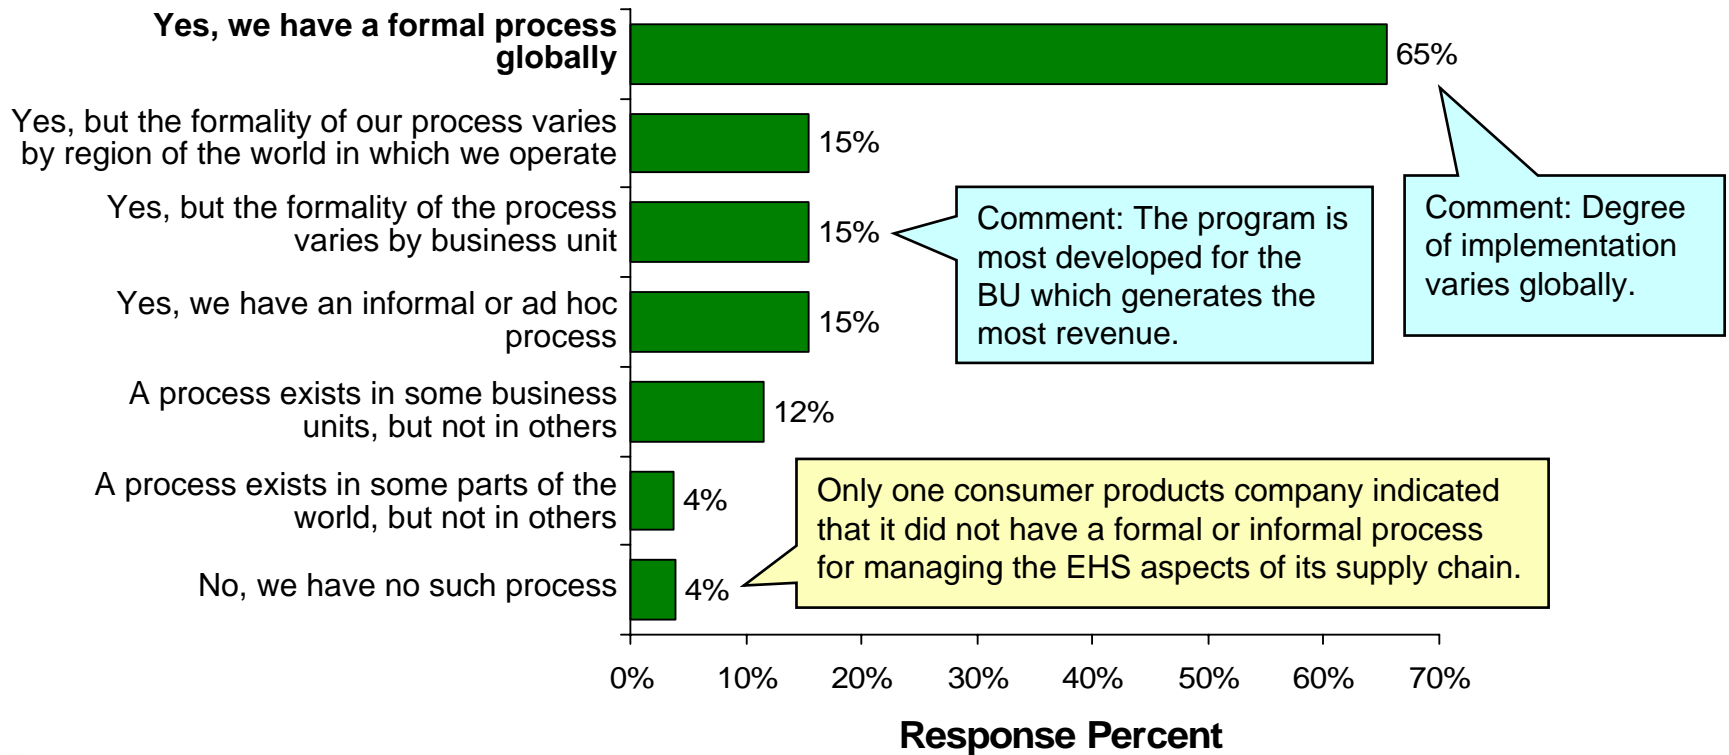 Yes, we have a formal process
globally
65%
Yes, but the formality of our process varies
by region of the world in which we operate
15%
Yes, but the formality of the process
varies by business unit
15%
Comment: The program is
most developed for the
BU which generates the
most revenue.
Comment: Degree
of implementation
varies globally.
Yes, we have an informal or ad hoc
process
15%
A process exists in some business
units, but not in others
12%
A process exists in some parts of the
world, but not in others
4%
Only one consumer products company indicated
that it did not have a formal or informal process
for managing the EHS aspects of its supply chain.
No, we have no such process
4%
0% 10% 20% 30% 40% 50% 60% 70%
Response Percent